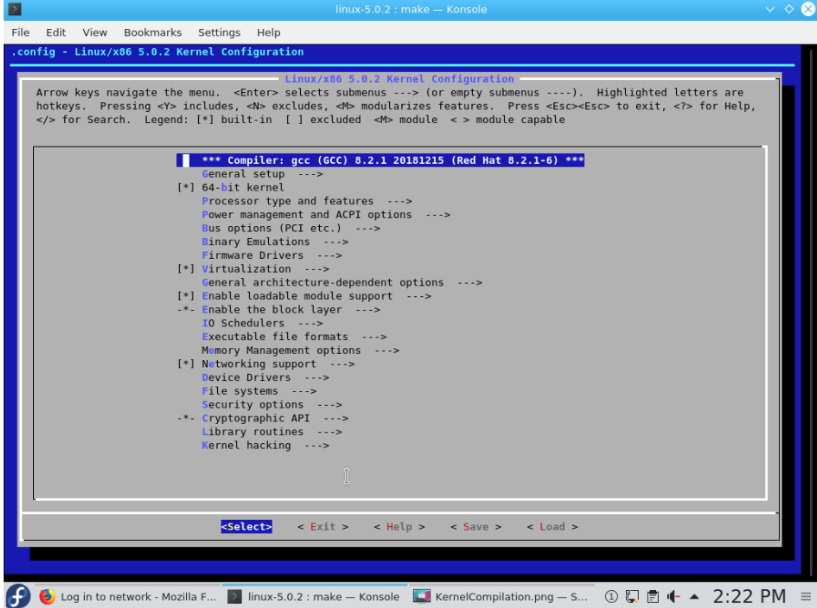 linux-5.0.2 : make — Konsole
File Edit View Bookmarks Settings Help
.config - Linux/x86 5.0.2 Kernel Configuration
Linux/x86 5.0.2 Kernel Configuration
Arrow keys navigate the menu. <Enter> selects submenus ---> (or empty submenus ----). Highlighted letters are
hotkeys. Pressing <Y> includes, <N> excludes, <M> modularizes features. Press <Esc><Esc> to exit, <?> for Help,
</> for Search. Legend: [*] built-in [ ] excluded <M> module < > module capable
*** Compiler: gcc (GCC) 8.2.1 20181215 (Red Hat 8.2.1-6) ***
General setup --->
[*] 64-bit kernel
Processor type and features --->
Power management and ACPI options --->
Bus options (PCI etc.) --->
Binary Emulations --->
Firmware Drivers --->
[*] Virtualization --->
General architecture-dependent options --->
[*] Enable loadable module support --->
-*- Enable the block layer --->
IO Schedulers --->
Executable file formats --->
Memory Management options --->
[*] Networking support --->
Device Drivers --->
File systems --->
Security options --->
-*- Cryptographic API --->
Library routines --->
Kernel hacking --->
<Select> < Exit > < Help > < Save > < Load >
Log in to network - Mozilla F... linux-5.0.2 : make — Konsole KernelCompilation.png — S... 1 2:22 PM